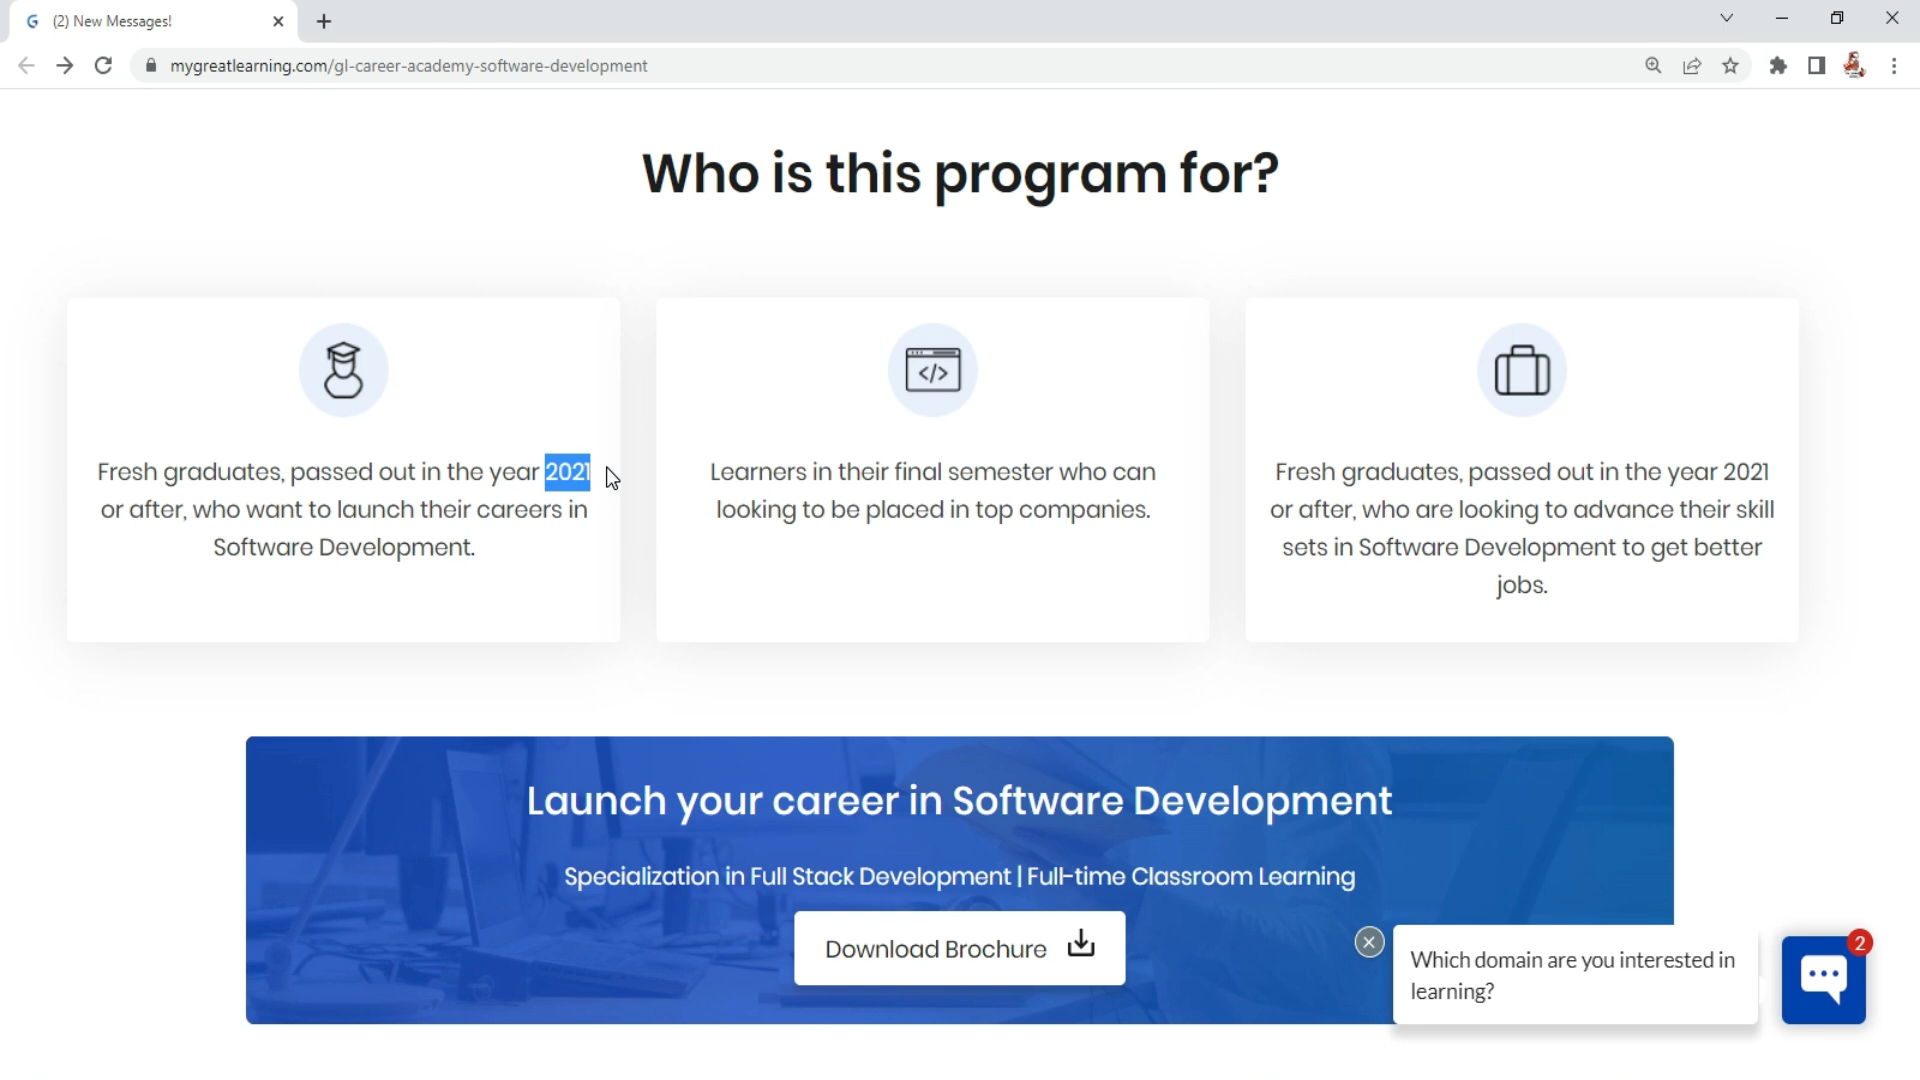 (2) New Messages!
mygreatlearning.com/gl-career-academy-software-development
Who is this program for?
Fresh graduates, passed out in the year 2021
or after, who want to launch their careers in
Software Development.
</>
Learners in their final semester who can
looking to be placed in top companies.
Fresh graduates, passed out in the year 2021
or after, who are looking to advance their skill
sets in Software Development to get better
jobs.
Launch your career in Software Development
Specialization in Full Stack Development | Full-time Classroom Learning
Download Brochure
Which domain are you interested in
learning?
2